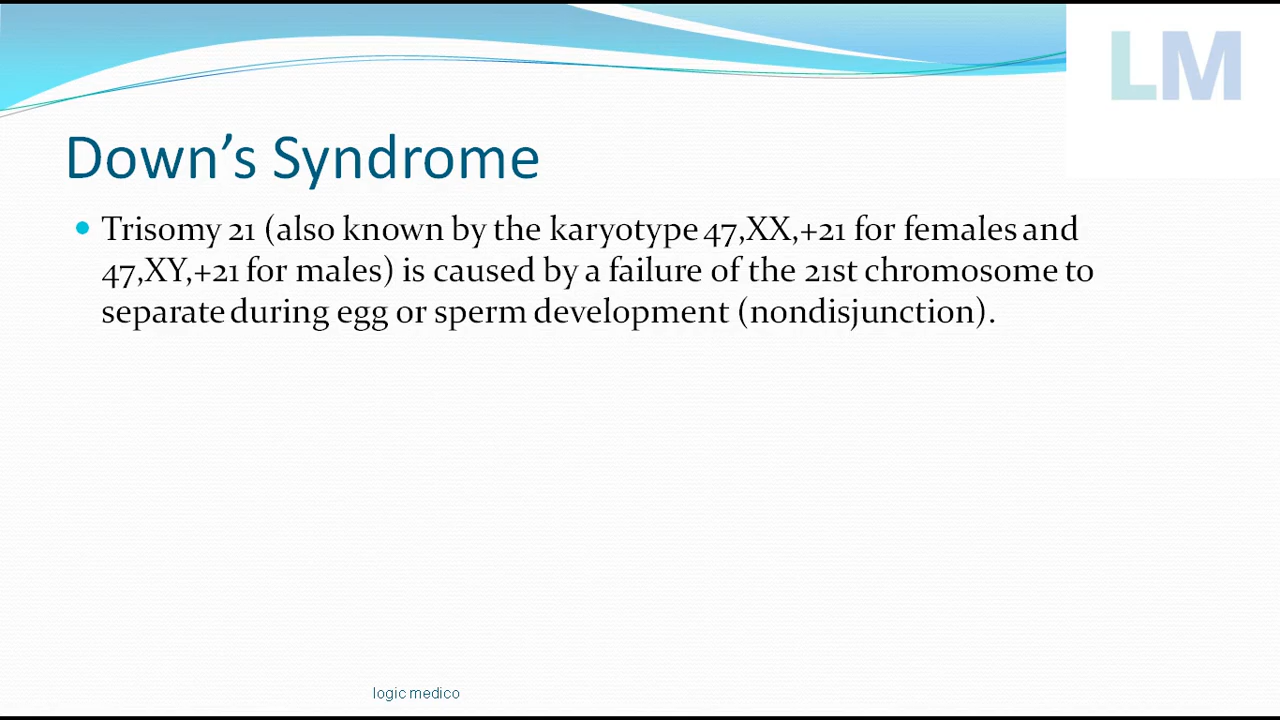 LM
Down’s Syndrome
• Trisomy 21 (also known by the karyotype 47,XX,+21 for females and
47,XY,+21 for males) is caused by a failure of the 21st chromosome to
separate during egg or sperm development (nondisjunction).
logic medico